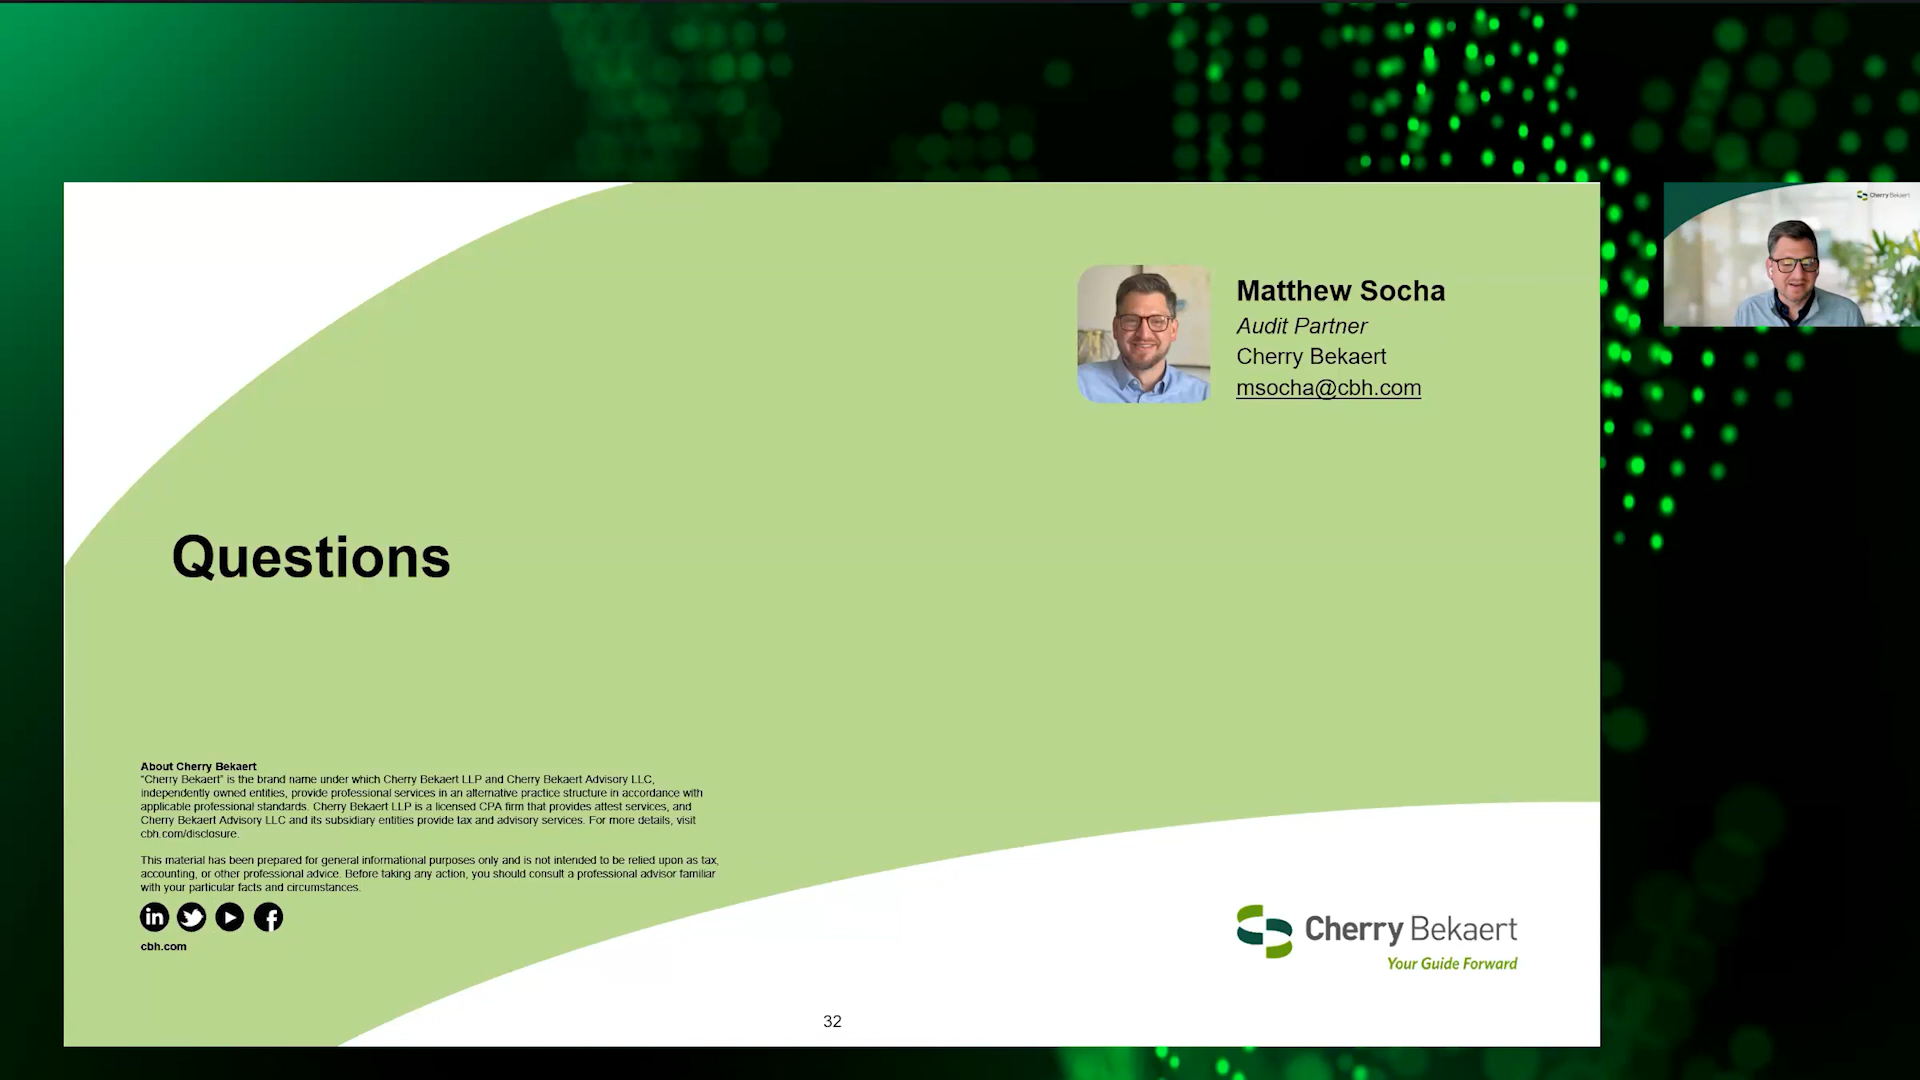 Cherry Bekaert
Matthew Socha
Audit Partner
Cherry Bekaert
msocha@cbh.com
Questions
About Cherry Bekaert
“Cherry Bekaert” is the brand name under which Cherry Bekaert LLP and Cherry Bekaert Advisory LLC,
independently owned entities, provide professional services in an alternative practice structure in accordance with
applicable professional standards. Cherry Bekaert LLP is a licensed CPA firm that provides attest services, and
Cherry Bekaert Advisory LLC and its subsidiary entities provide tax and advisory services. For more details, visit
cbh.com/disclosure.
This material has been prepared for general informational purposes only and is not intended to be relied upon as tax,
accounting, or other professional advice. Before taking any action, you should consult a professional advisor familiar
with your particular facts and circumstances.
in
cbh.com
Cherry Bekaert
Your Guide Forward
32